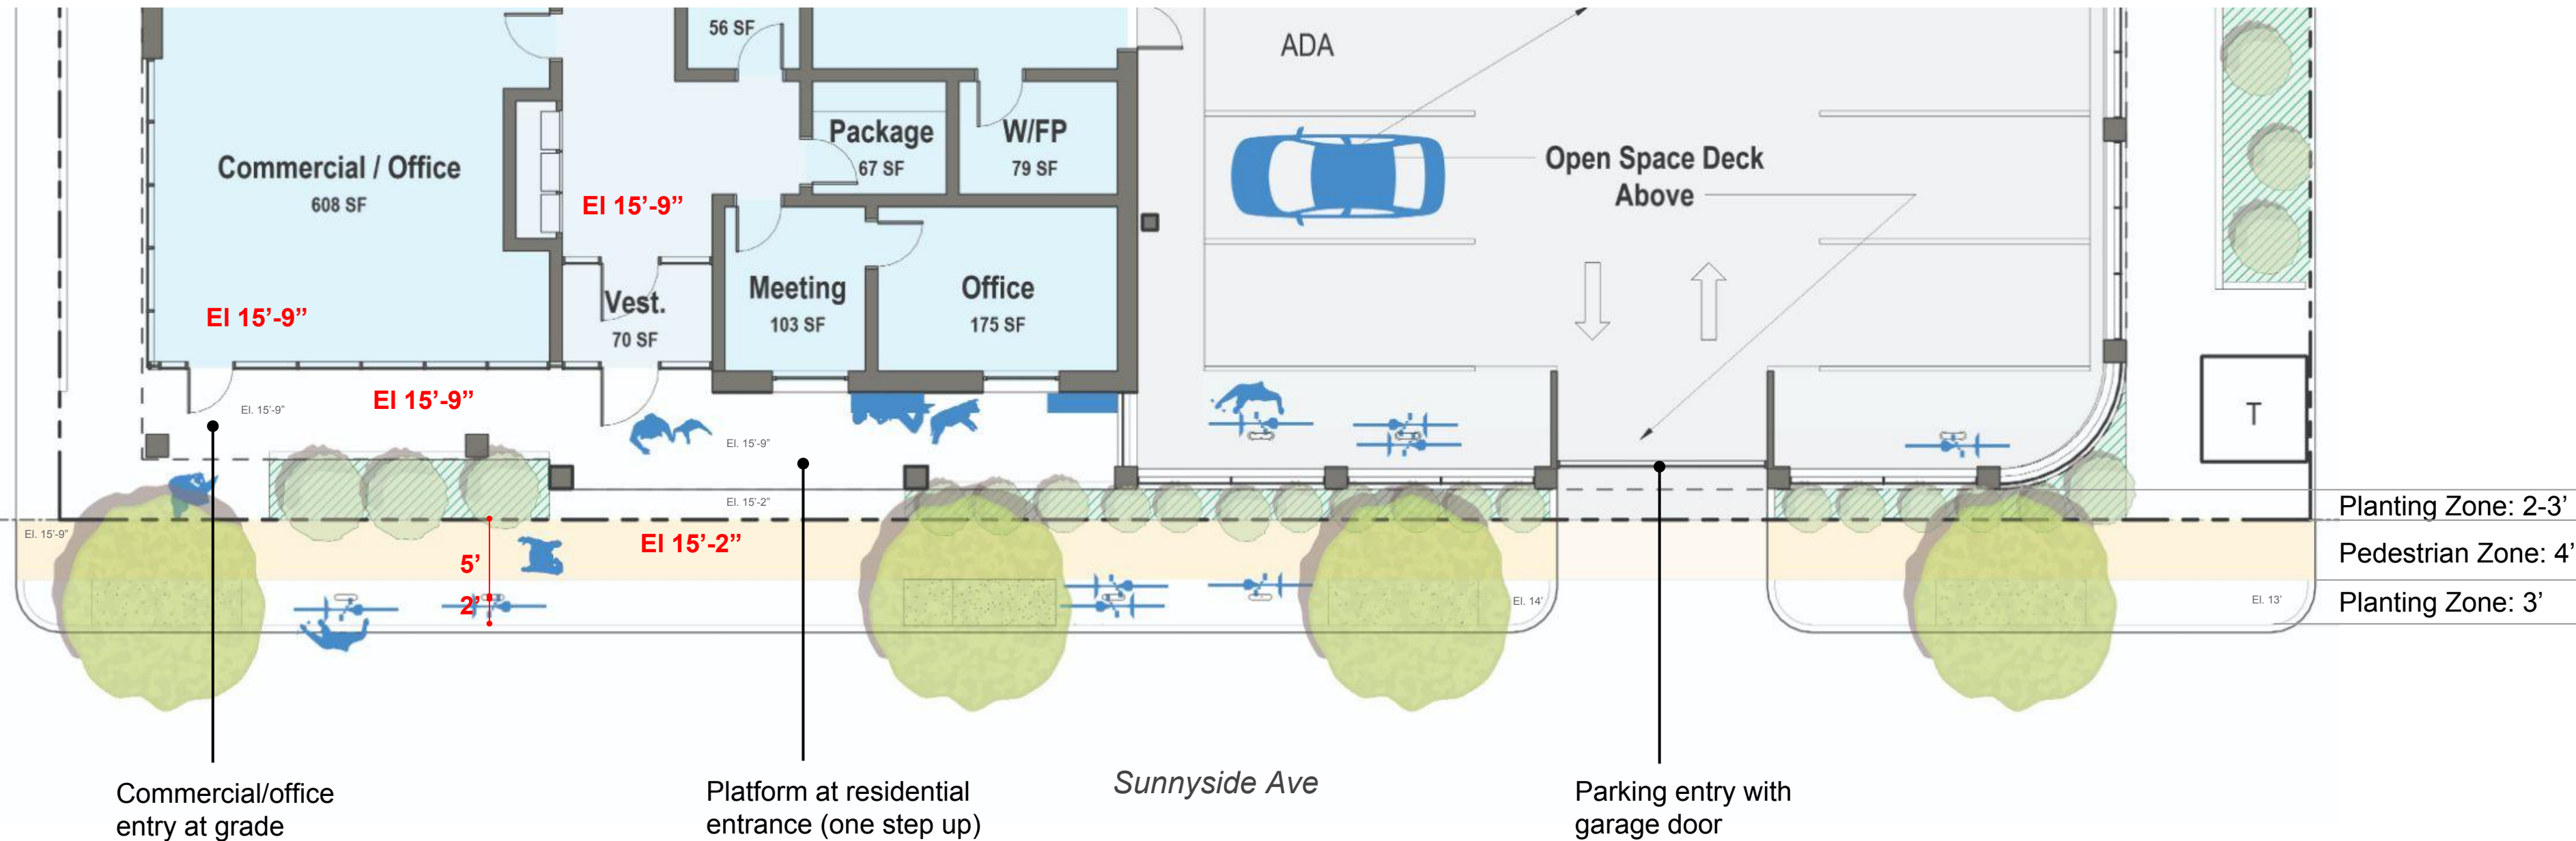 56 SF
ADA
Package
67 SF
W/FP
79 SF
Commercial / Office
608 SF
El 15’-9”
Open Space Deck
Above
El 15’-9”
Vest.
70 SF
Meeting
103 SF
Office
175 SF
El 15’-9”
El. 15'-9"
El. 15'-9"
T
El. 15'-2"
El. 15'-9"
El 15’-2”
5’
2’
El. 14'
El. 13'
Planting Zone: 2-3’
Pedestrian Zone: 4’
Planting Zone: 3’
Commercial/office
entry at grade
Platform at residential
entrance (one step up)
Sunnyside Ave
Parking entry with
garage door